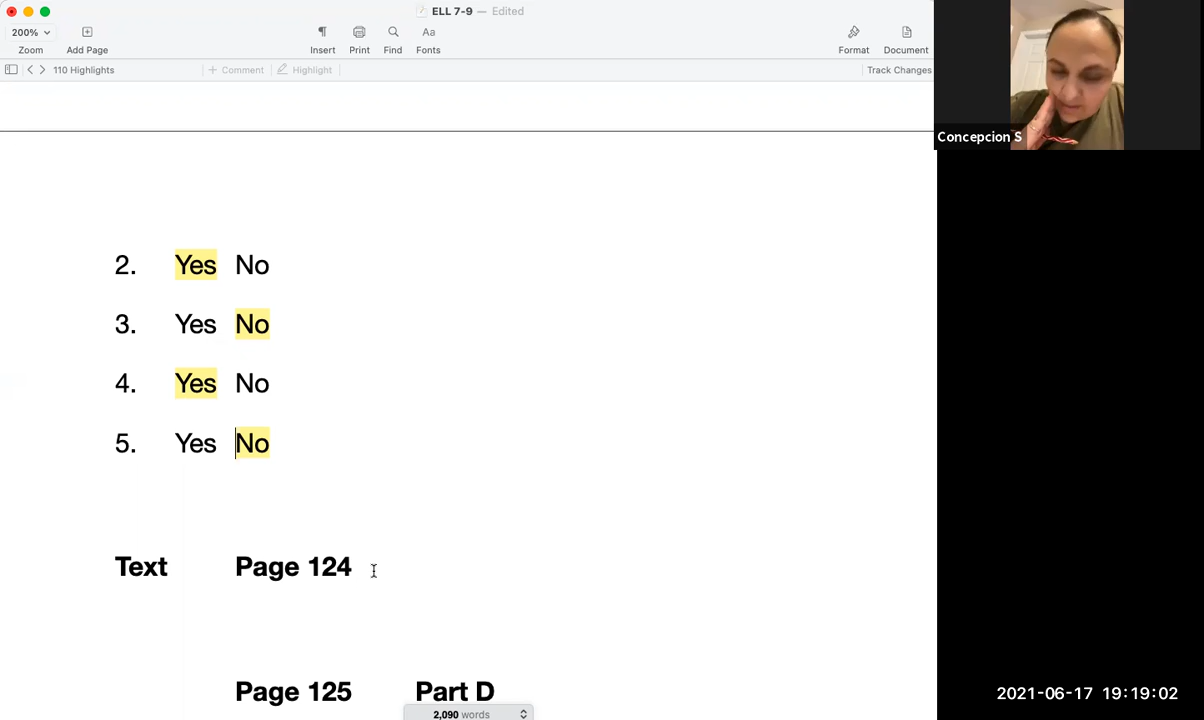 ELL 7-9 — Edited
200%
Zoom
Add Page
Insert
Print
Find
Fonts
Format
Document
110 Highlights
Comment
Highlight
Track Changes
Concepcion S
2. Yes No
3. Yes No
4. Yes No
5. Yes No
Text Page 124
Page 125 Part D
2,090 words
2021-06-17 19:19:02